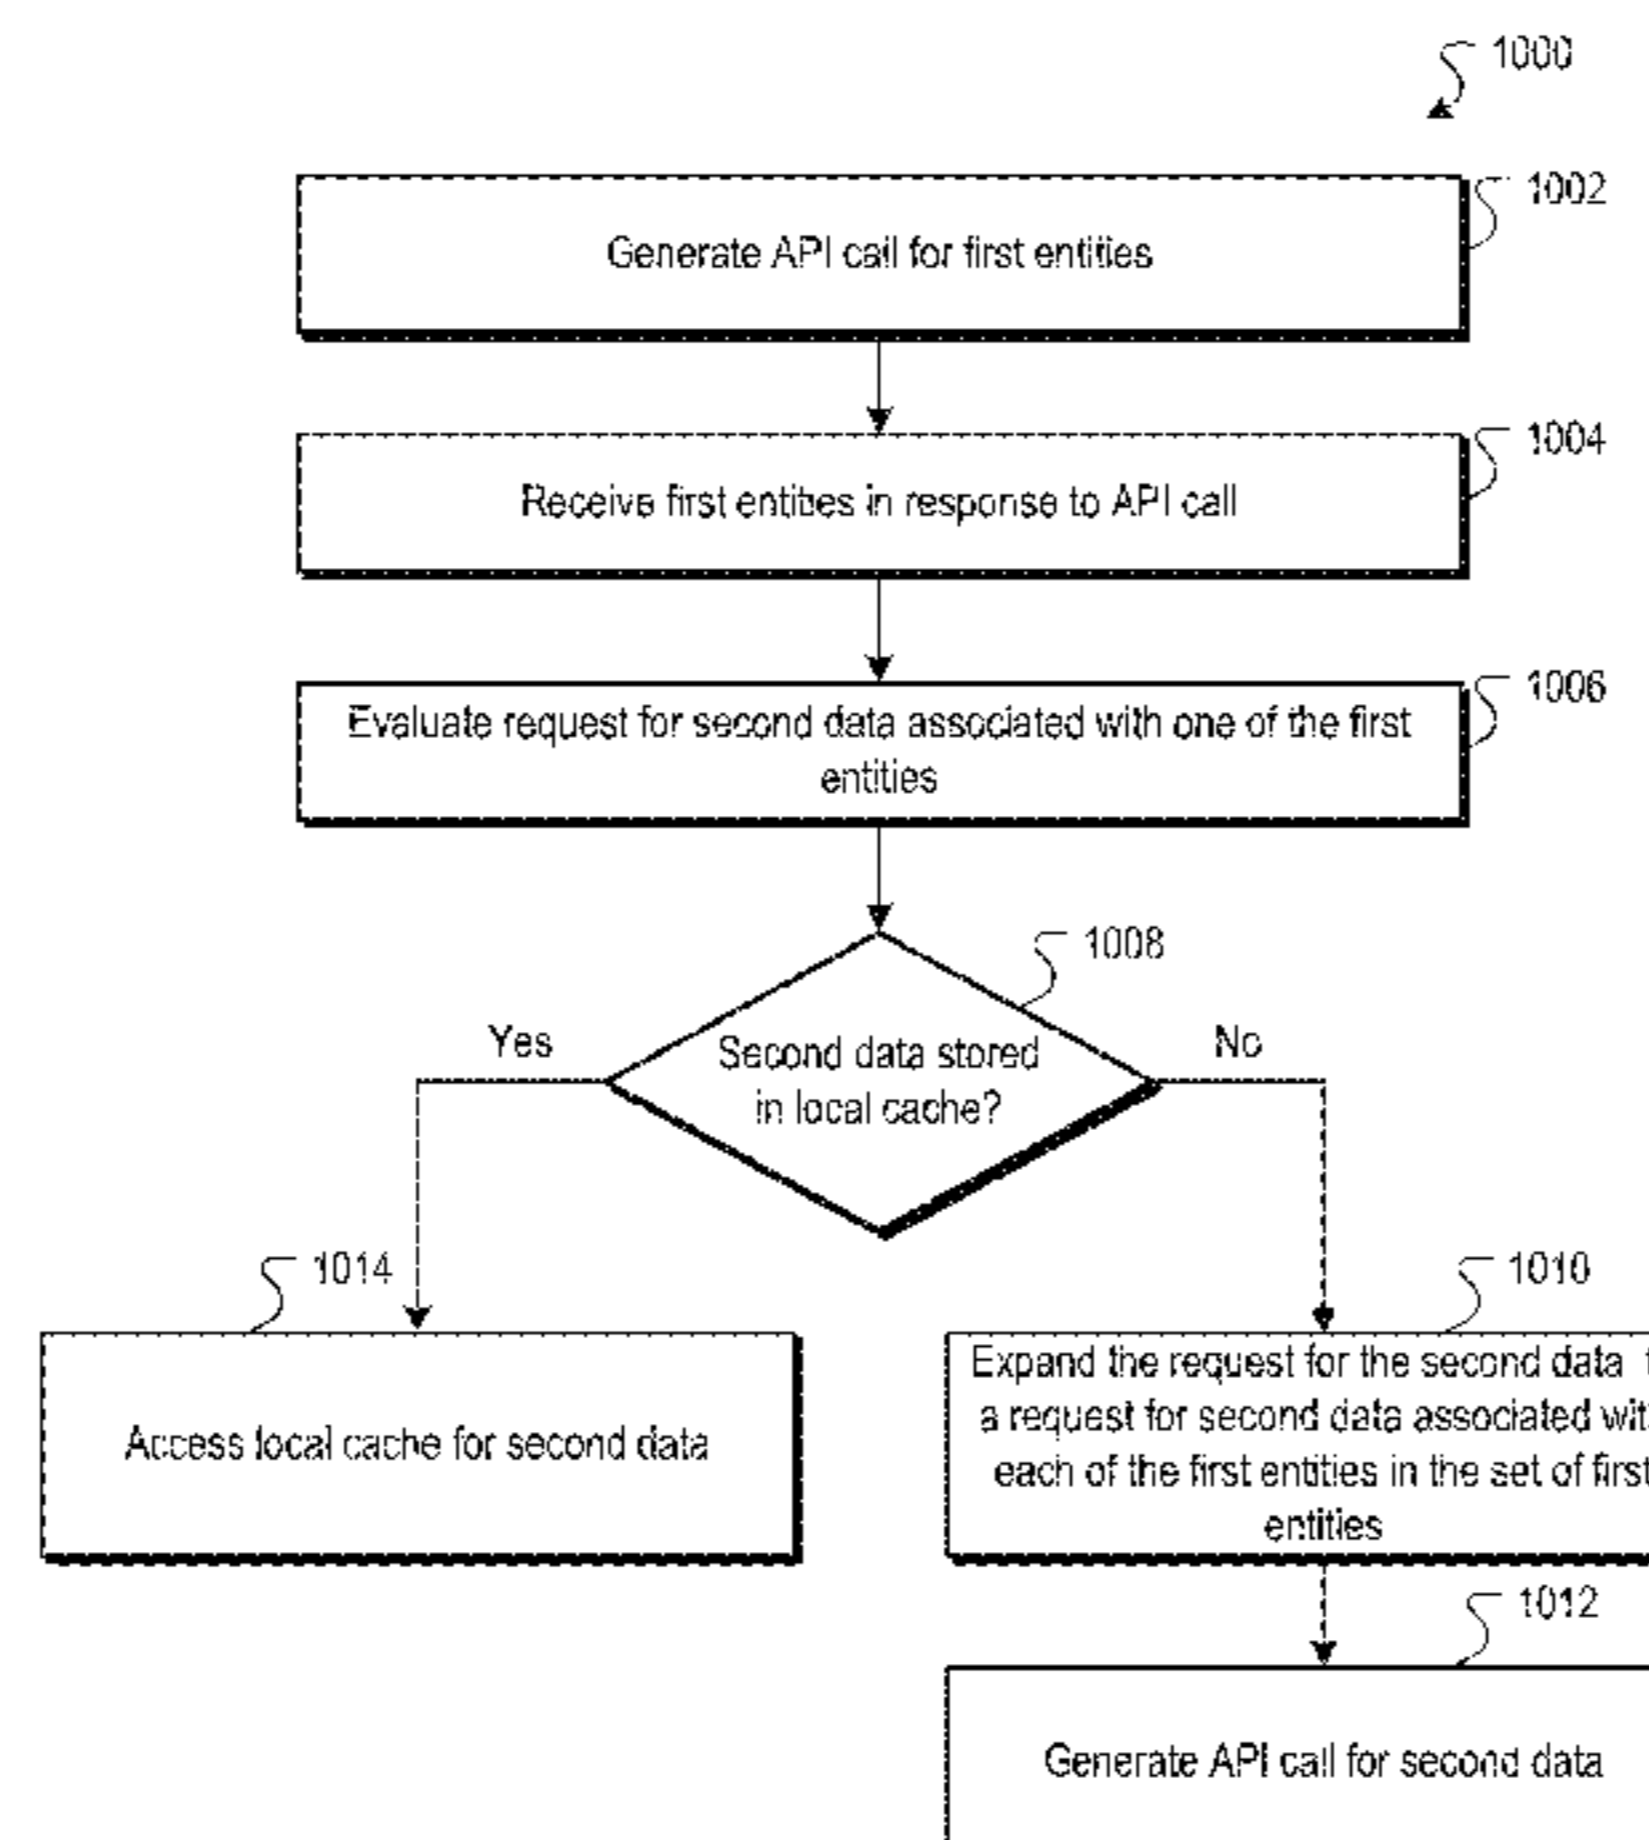 1000
1002
Generate API call for first entities
1004
Receive first entities in response to API call
1006
Evaluate request for second data associated with one of the first
entities
1008
Yes
No
Second data stored
in local cache?
1014
1010
Access local cache for second data
Expand the request for the second data
a request for second data associated
each of the first entities in the set of first
entities
1012
Generate API call for second data